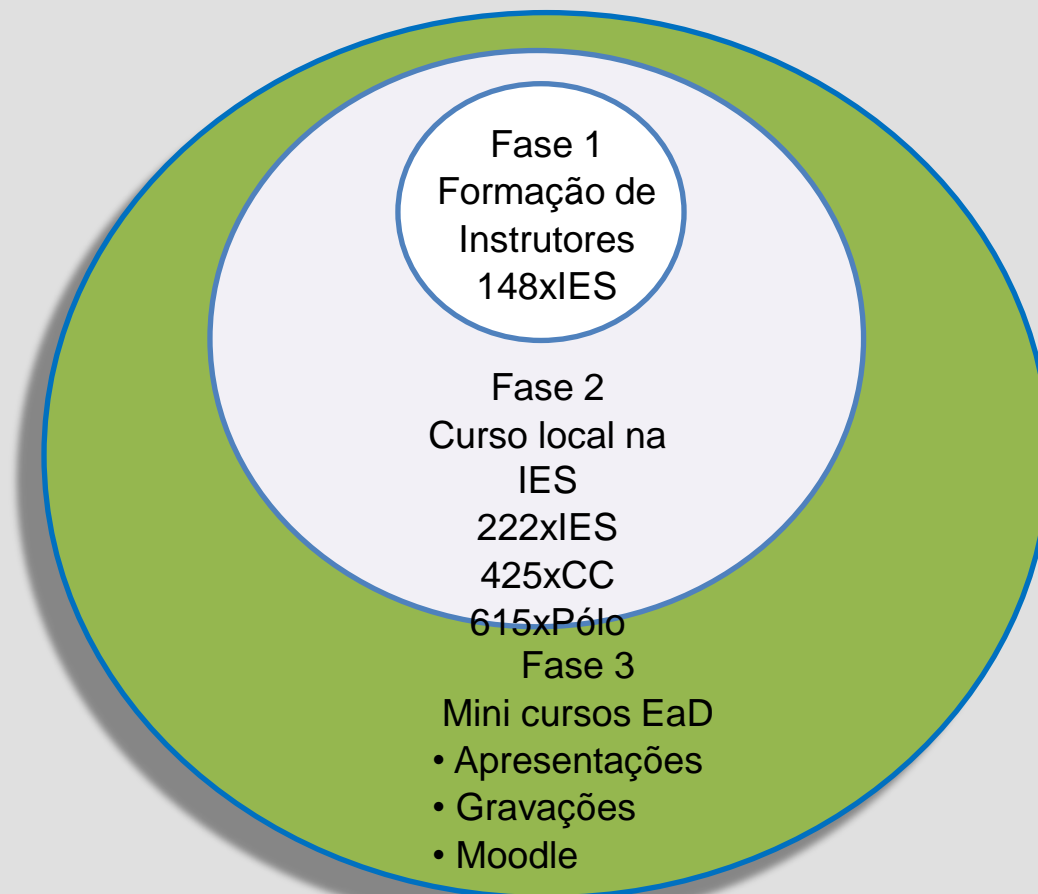 Fase 1
Formação de
Instrutores
148xIES
Fase 2
Curso local na
IES
222xIES
425xCC
615xPólo
Fase 3
Mini cursos EaD
• Apresentações
• Gravações
• Moodle